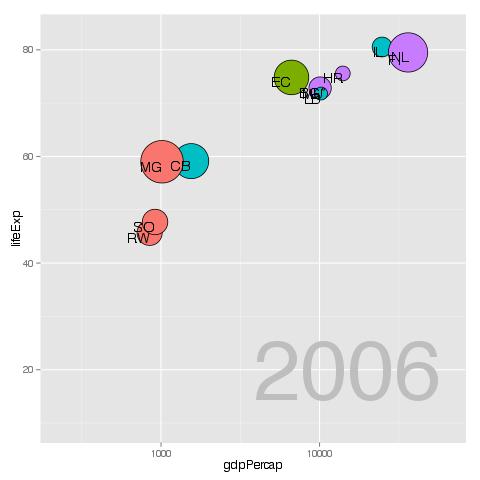 80
60
40
20
lifeExp
IL
NL
HR
EC
MG
CB
SO
RW
2006
1000
10000
gdpPercap